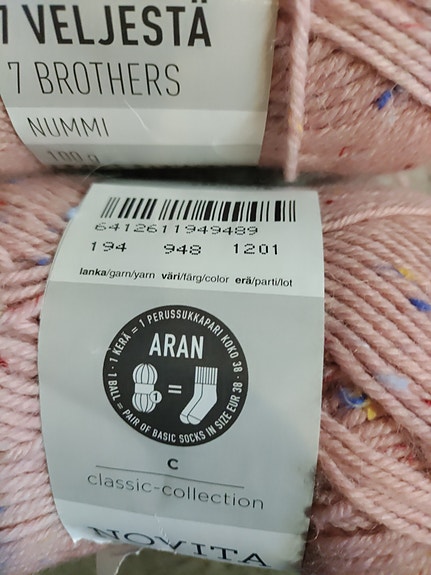 7 VELJESTÄ
7 BROTHERS
NUMMI
100 g
6412611949489
194 948 1201
lanka/garn/yarn väri/färg/color erä/parti/lot
1 KERÄ = 1 PERUSSUKKAPARI KOKO 38 ·
1 BALL = PAIR OF BASIC SOCKS IN SIZE EUR 38 ·
ARAN
1
=
C
classic-collection
NOVITA